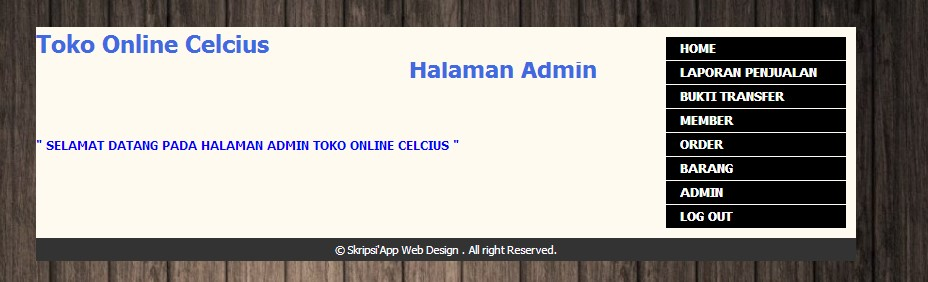 Toko Online Celcius
Halaman Admin
" SELAMAT DATANG PADA HALAMAN ADMIN TOKO ONLINE CELCIUS "
HOME
LAPORAN PENJUALAN
BUKTI TRANSFER
MEMBER
ORDER
BARANG
ADMIN
LOG OUT
© Skripsi'App Web Design . All right Reserved.